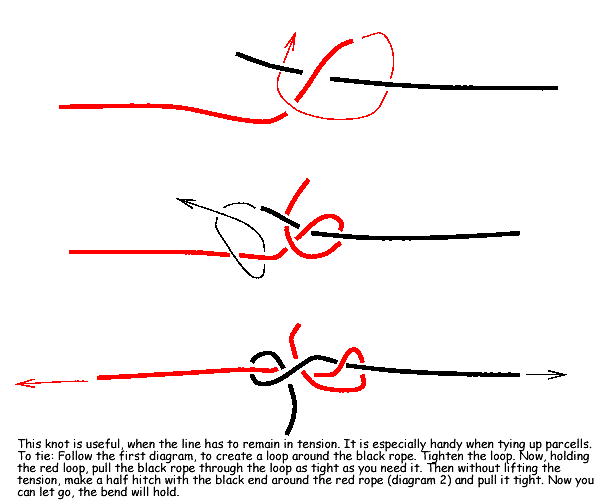 This knot is useful, when the line has to remain in tension. It is especially handy when tying up parcels.
To tie: Follow the first diagram, to create a loop around the black rope. Tighten the loop. Now, holding
the red loop, pull the black rope through the loop as tight as you need it. Then without lifting the
tension, make a half hitch with the black end around the red rope (diagram 2) and pull it tight. Now you
can let go, the bend will hold.